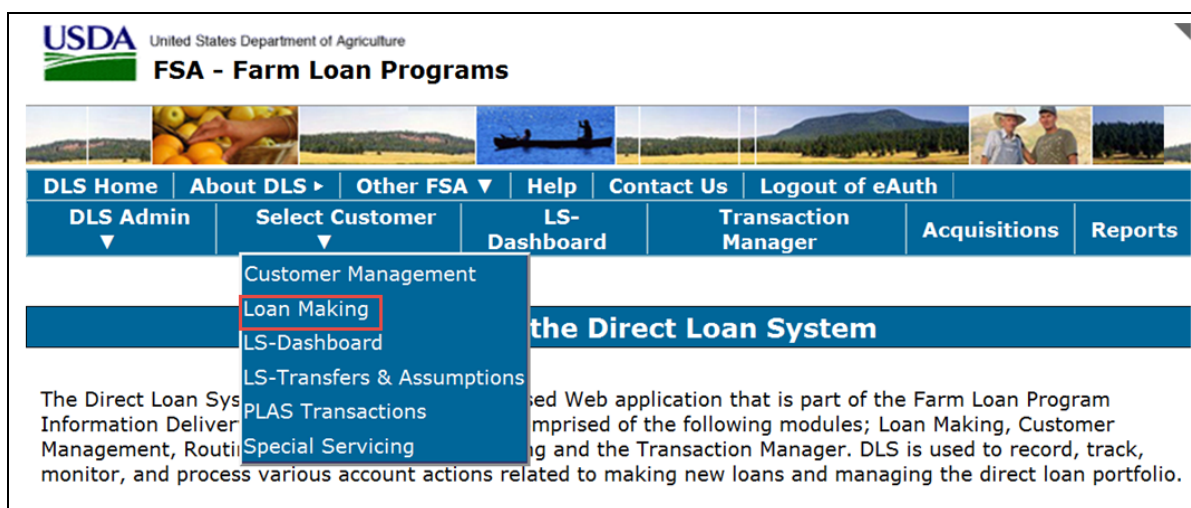 USDA United States Department of Agriculture
FSA - Farm Loan Programs
DLS Home About DLS ▸ Other FSA ▼ Help Contact Us Logout of eAuth
DLS Admin ▼ Select Customer ▼ LS-Dashboard Transaction Manager Acquisitions Reports
Customer Management
Loan Making
LS-Dashboard
LS-Transfers & Assumptions
PLAS Transactions
Special Servicing
the Direct Loan System
The Direct Loan Sys sed Web application that is part of the Farm Loan Program
Information Deliver mprised of the following modules; Loan Making, Customer
Management, Routi ng and the Transaction Manager. DLS is used to record, track,
monitor, and process various account actions related to making new loans and managing the direct loan portfolio.